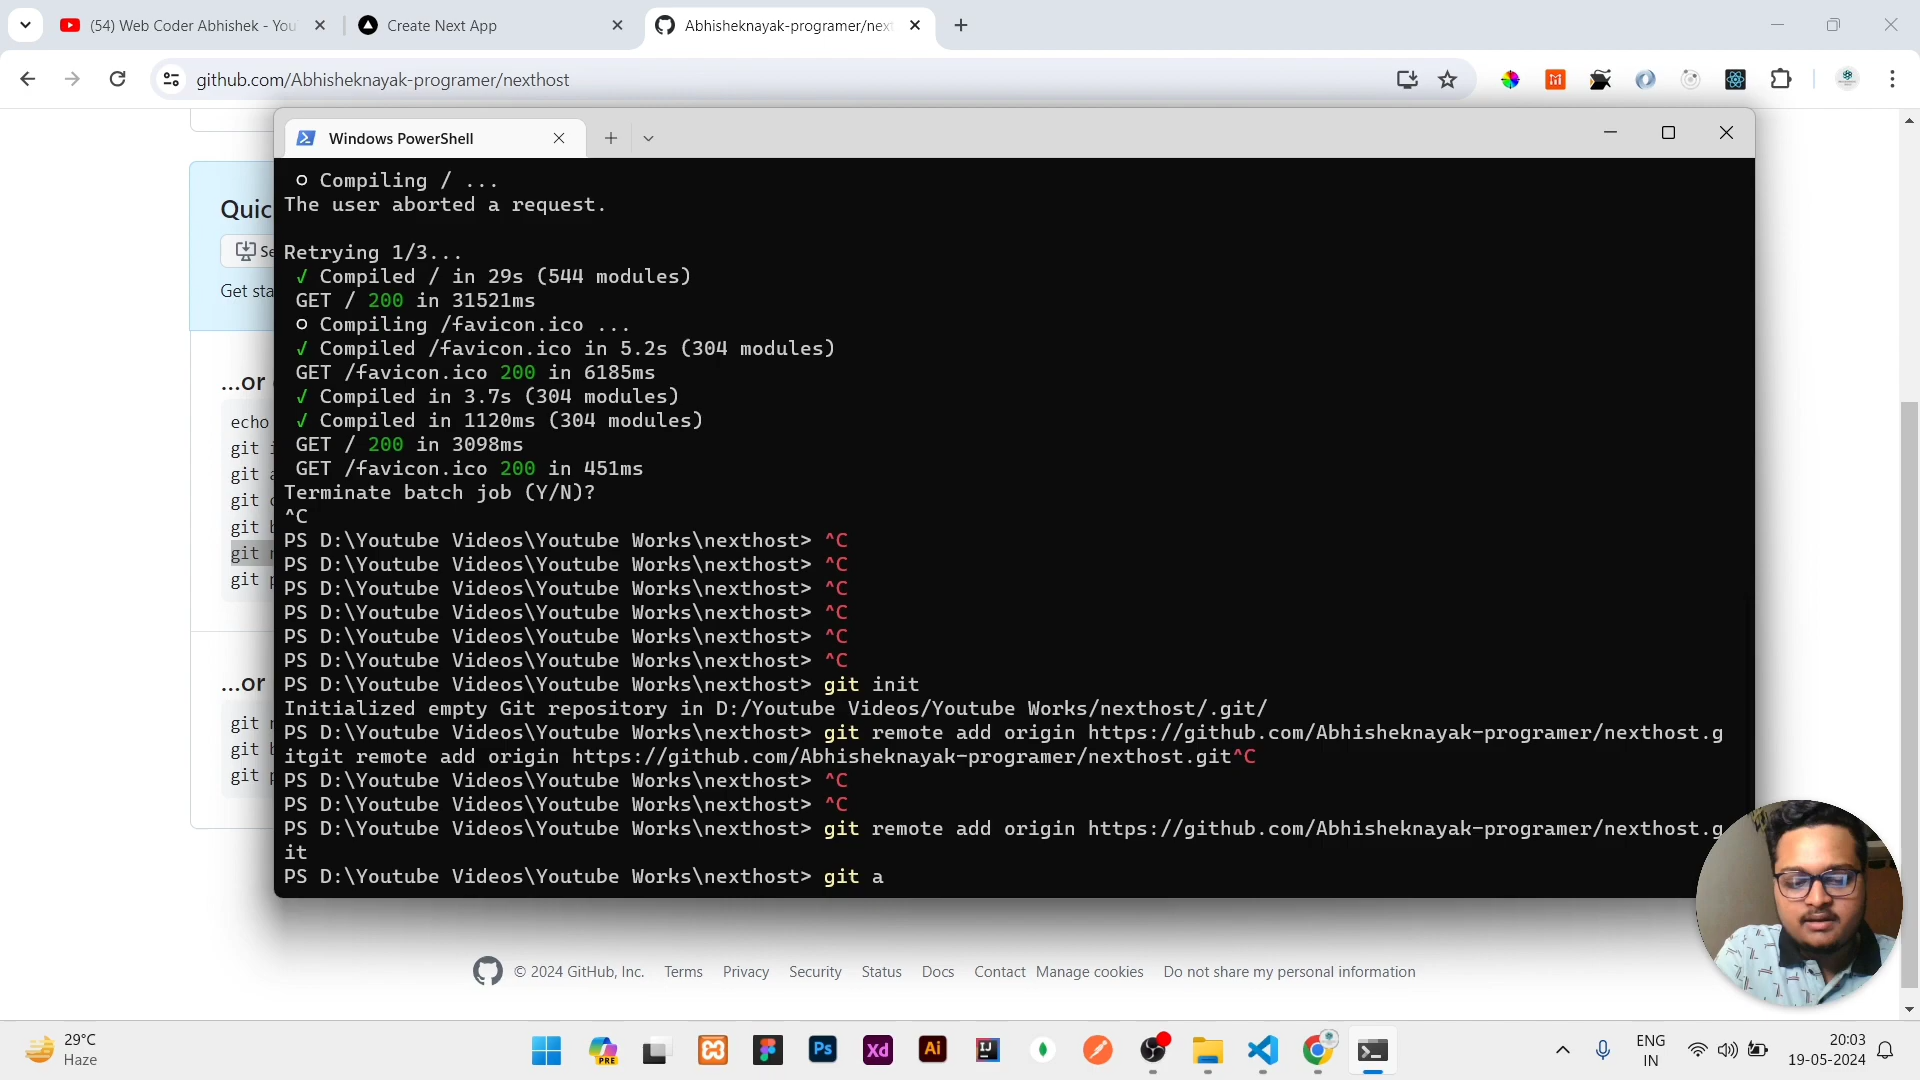 (54) Web Coder Abhishek - You
Create Next App
Abhisheknayak-programer/next
github.com/Abhisheknayak-programer/nexthost
Windows PowerShell
Compiling / ...
The user aborted a request.
Retrying 1/3...
✓ Compiled / in 29s (544 modules)
GET / 200 in 31521ms
Compiling /favicon.ico ...
✓ Compiled /favicon.ico in 5.2s (304 modules)
GET /favicon.ico 200 in 6185ms
✓ Compiled in 3.7s (304 modules)
✓ Compiled in 1120ms (304 modules)
GET / 200 in 3098ms
GET /favicon.ico 200 in 451ms
Terminate batch job (Y/N)?
^C
PS D:\Youtube Videos\Youtube Works\nexthost> ^C
PS D:\Youtube Videos\Youtube Works\nexthost> ^C
PS D:\Youtube Videos\Youtube Works\nexthost> ^C
PS D:\Youtube Videos\Youtube Works\nexthost> ^C
PS D:\Youtube Videos\Youtube Works\nexthost> ^C
PS D:\Youtube Videos\Youtube Works\nexthost> ^C
PS D:\Youtube Videos\Youtube Works\nexthost> git init
Initialized empty Git repository in D:/Youtube Videos/Youtube Works/nexthost/.git/
PS D:\Youtube Videos\Youtube Works\nexthost> git remote add origin https://github.com/Abhisheknayak-programer/nexthost.g
itgit remote add origin https://github.com/Abhisheknayak-programer/nexthost.git^C
PS D:\Youtube Videos\Youtube Works\nexthost> ^C
PS D:\Youtube Videos\Youtube Works\nexthost> ^C
PS D:\Youtube Videos\Youtube Works\nexthost> git remote add origin https://github.com/Abhisheknayak-programer/nexthost.g
it
PS D:\Youtube Videos\Youtube Works\nexthost> git a
Quic
Se
Get sta
...or
echo
git i
git a
git c
git b
git r
git p
...or
git r
git b
git p
© 2024 GitHub, Inc. Terms Privacy Security Status Docs Contact Manage cookies Do not share my personal information
29°C
Haze
PRE
Ps
Xd
Ai
IJ
ENG
IN
20:03
19-05-2024